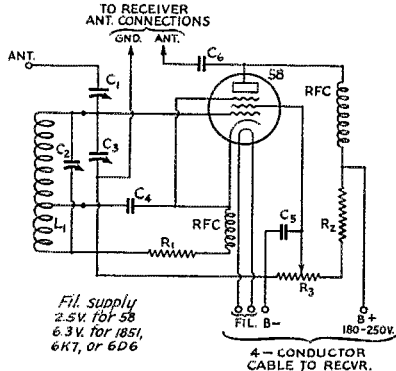 TO RECEIVER
ANT. CONNECTIONS
GND. ANT.
ANT.
C6
58
C1
RFC
C2
C3
C4
L1
RFC
C5
R2
R1
R3
Fil. supply
2.5V. for 58
6.3V. for 1851,
6K7, or 6D6
FIL. B-
B+
180-250V.
4-CONDUCTOR
CABLE TO RECVR.